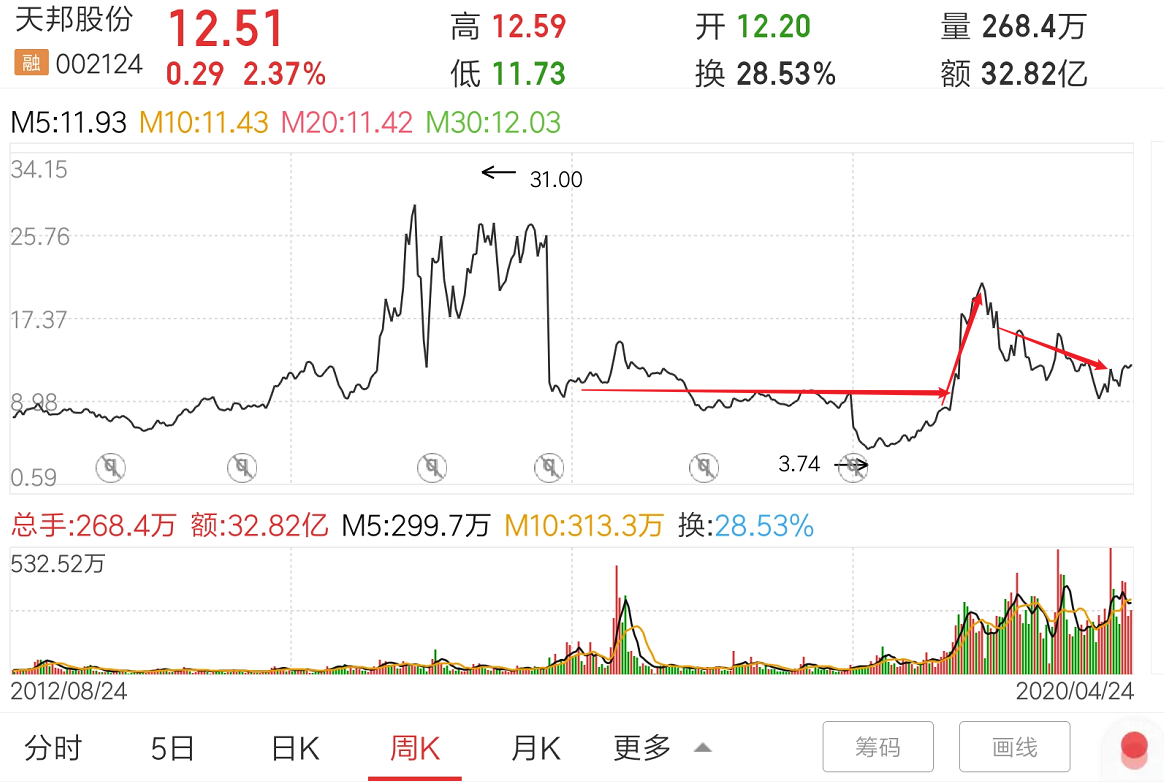 天邦股份 12.51 高 12.59 开 12.20 量 268.4万
融 002124 0.29 2.37% 低 11.73 换 28.53% 额 32.82亿
M5:11.93 M10:11.43 M20:11.42 M30:12.03
34.15
31.00
25.76
17.37
8.98
3.74
0.59
总手:268.4万 额:32.82亿 M5:299.7万 M10:313.3万 换:28.53%
532.52万
2012/08/24 2020/04/24
分时 5日 日K 周K 月K 更多 筹码 画线